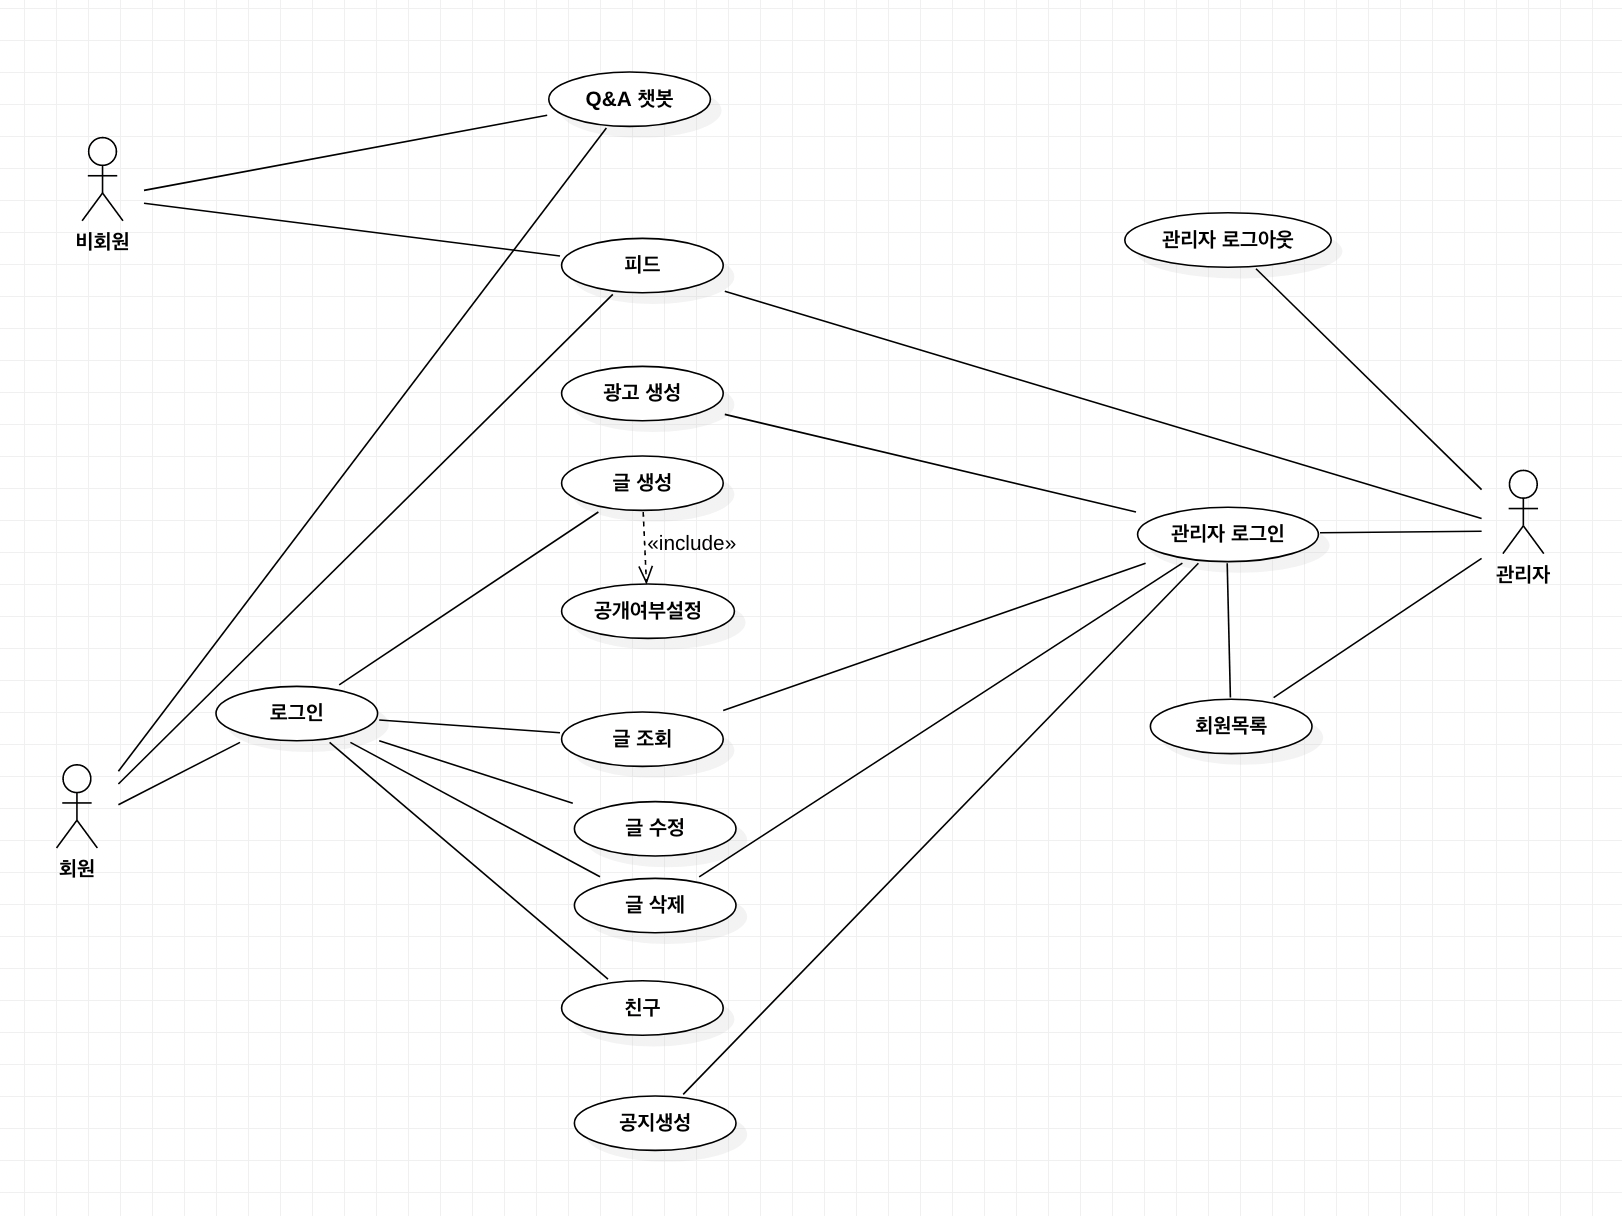 Q&A 챗봇
비회원
관리자 로그아웃
피드
광고 생성
글 생성
«include»
관리자 로그인
관리자
공개여부설정
로그인
회원목록
글 조회
글 수정
회원
글 삭제
친구
공지생성